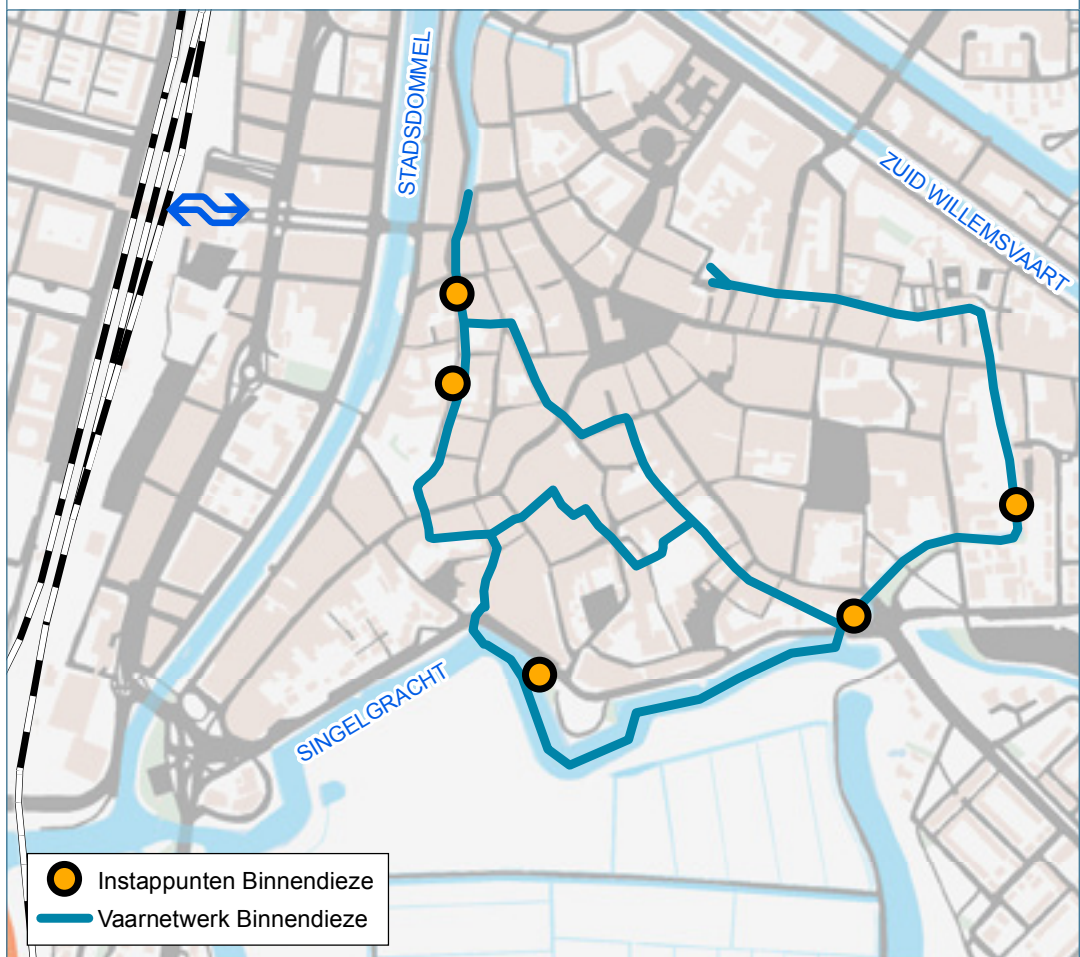 STADSDOMMEL
ZUID WILLEMSVAART
SINGELGRACHT
Instappunten Binnendieze
Vaarnetwerk Binnendieze